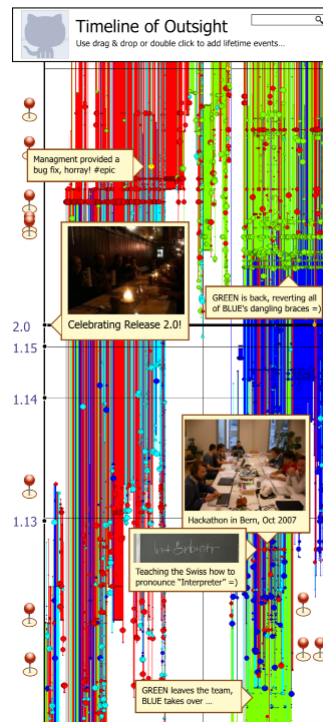 Timeline of Outsight
Use drag & drop or double click to add lifetime events...
Managment provided a
bug fix, horray! #epic
Celebrating Release 2.0!
GREEN is back, reverting all
of BLUE's dangling braces =)
2.0
1.15
1.14
Hackathon in Bern, Oct 2007
1.13
Teaching the Swiss how to
pronounce "Interpreter" =)
GREEN leaves the team,
BLUE takes over ...